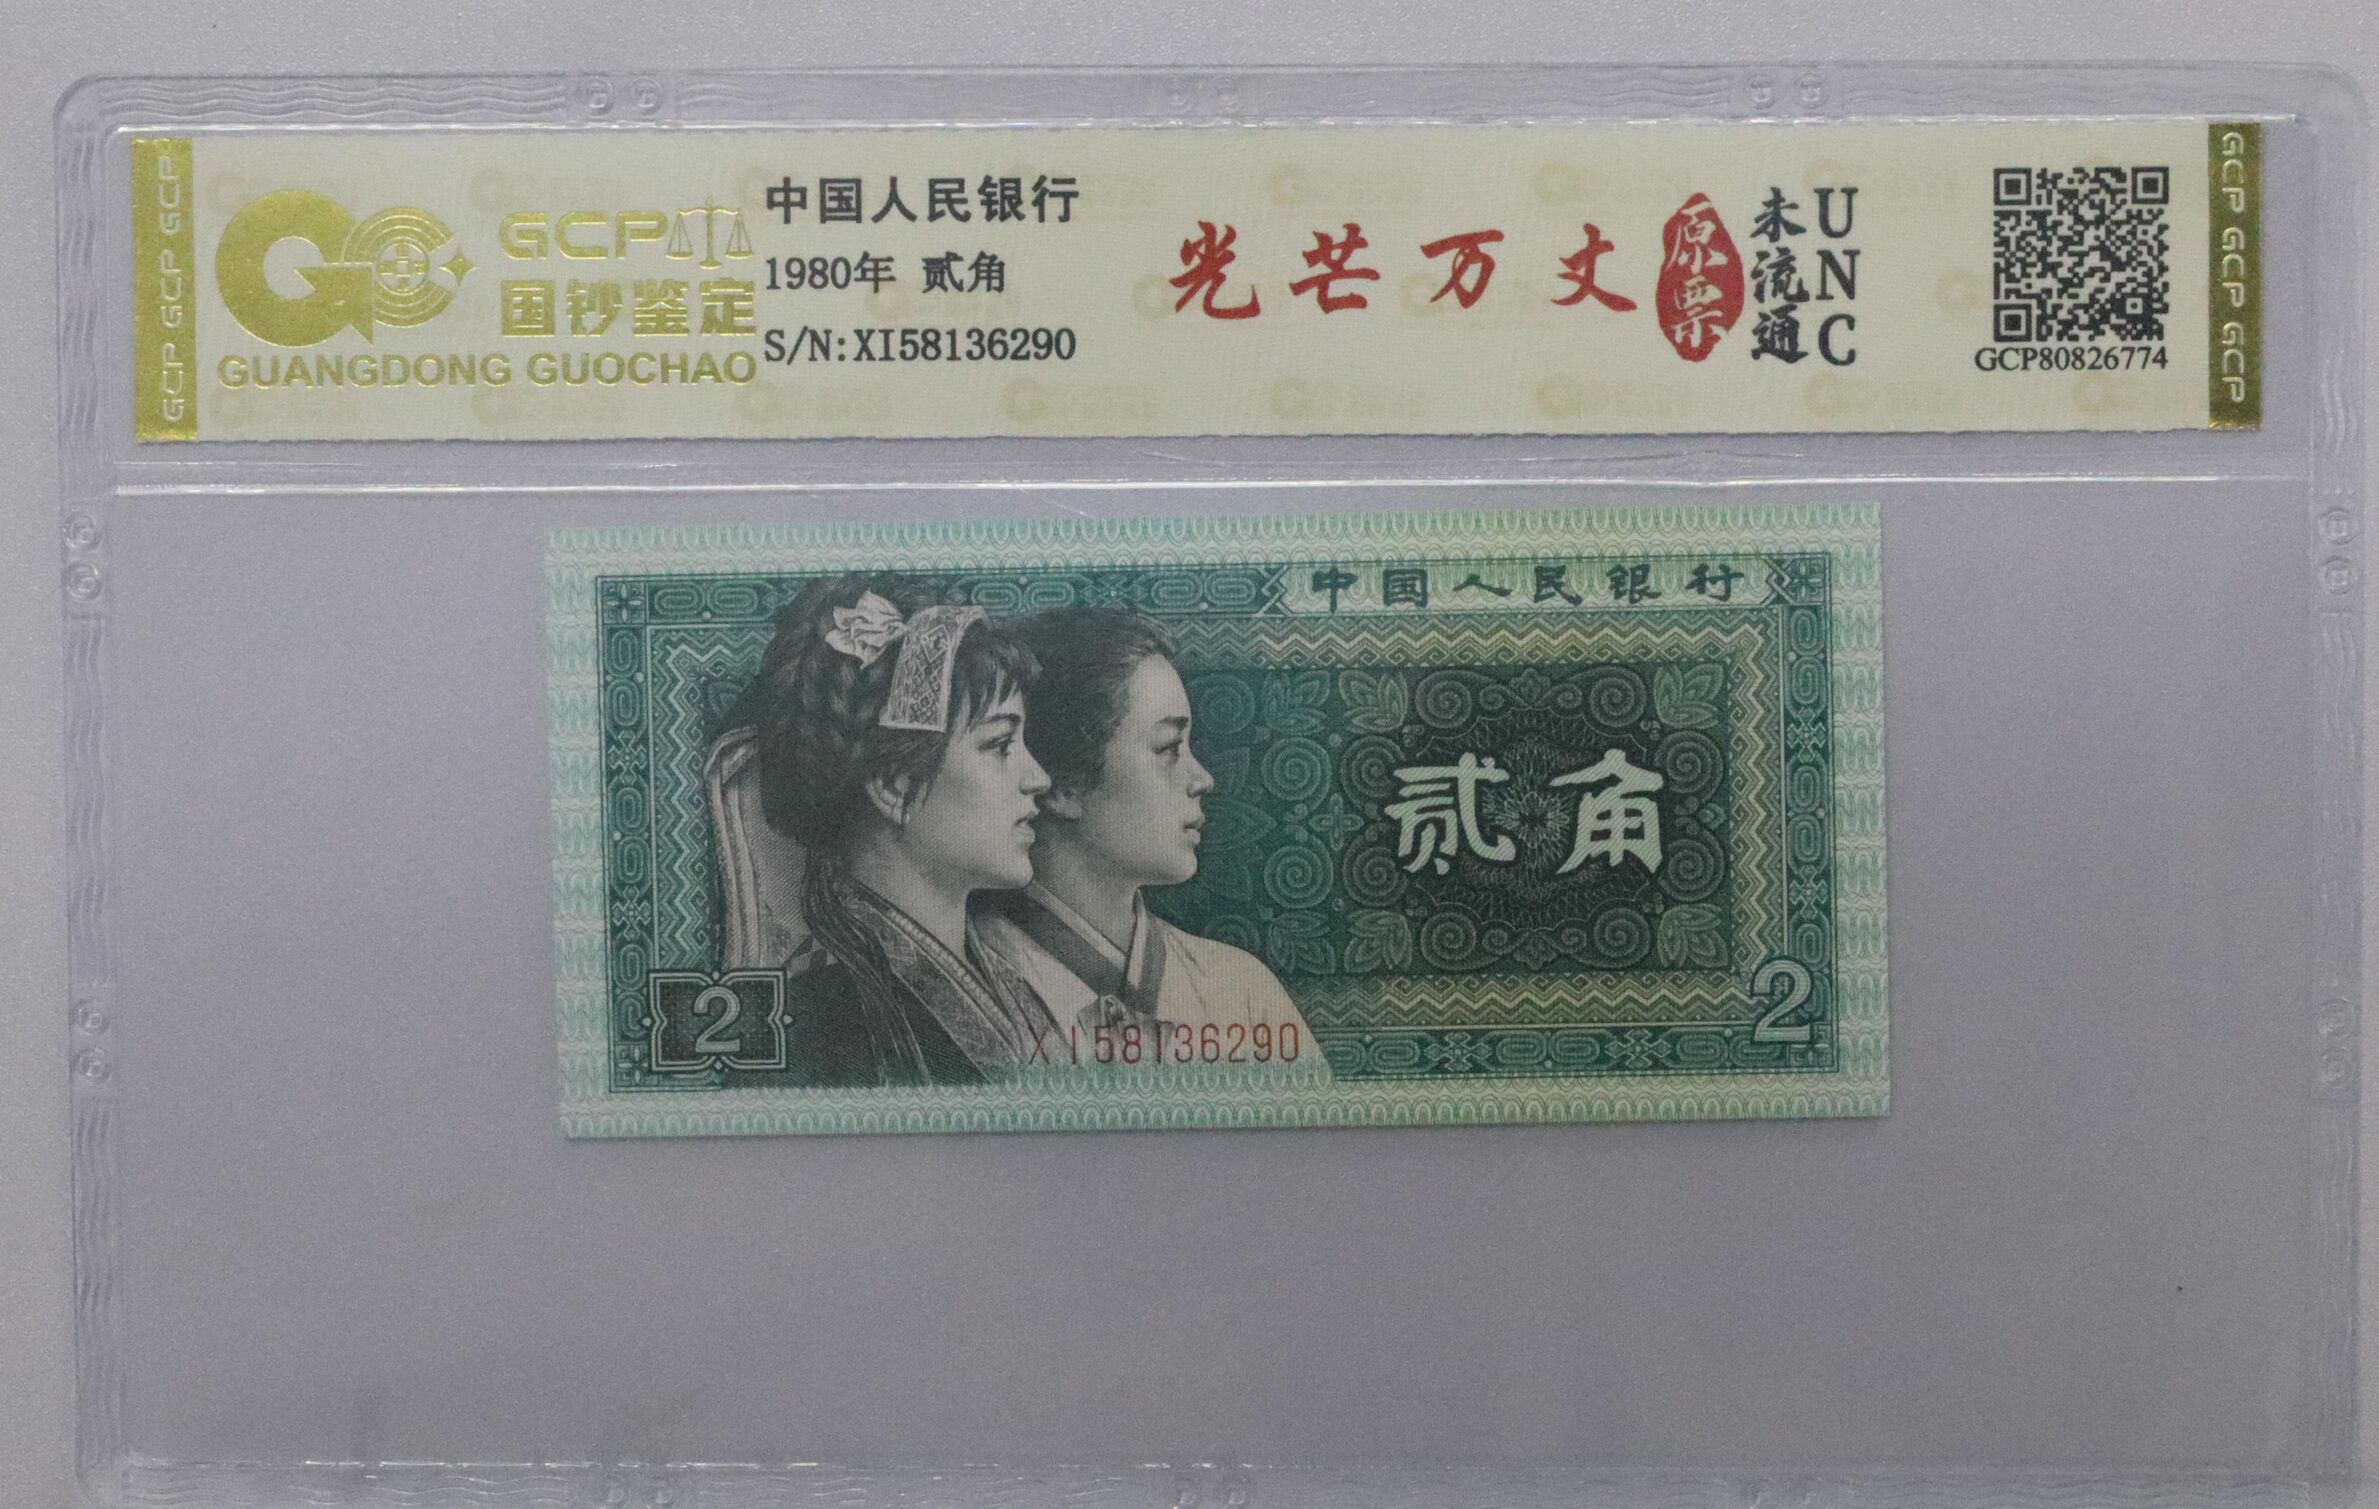 GCP GCP GCP
GCP
国钞鉴定
GUANGDONG GUOCHAO
中国人民银行
1980年 贰角
S/N:XI58136290
光芒万丈
原票
未流通
UNC
GCP80826774
GCP GCP GCP
中国人民银行
贰角
2
2
XI58136290